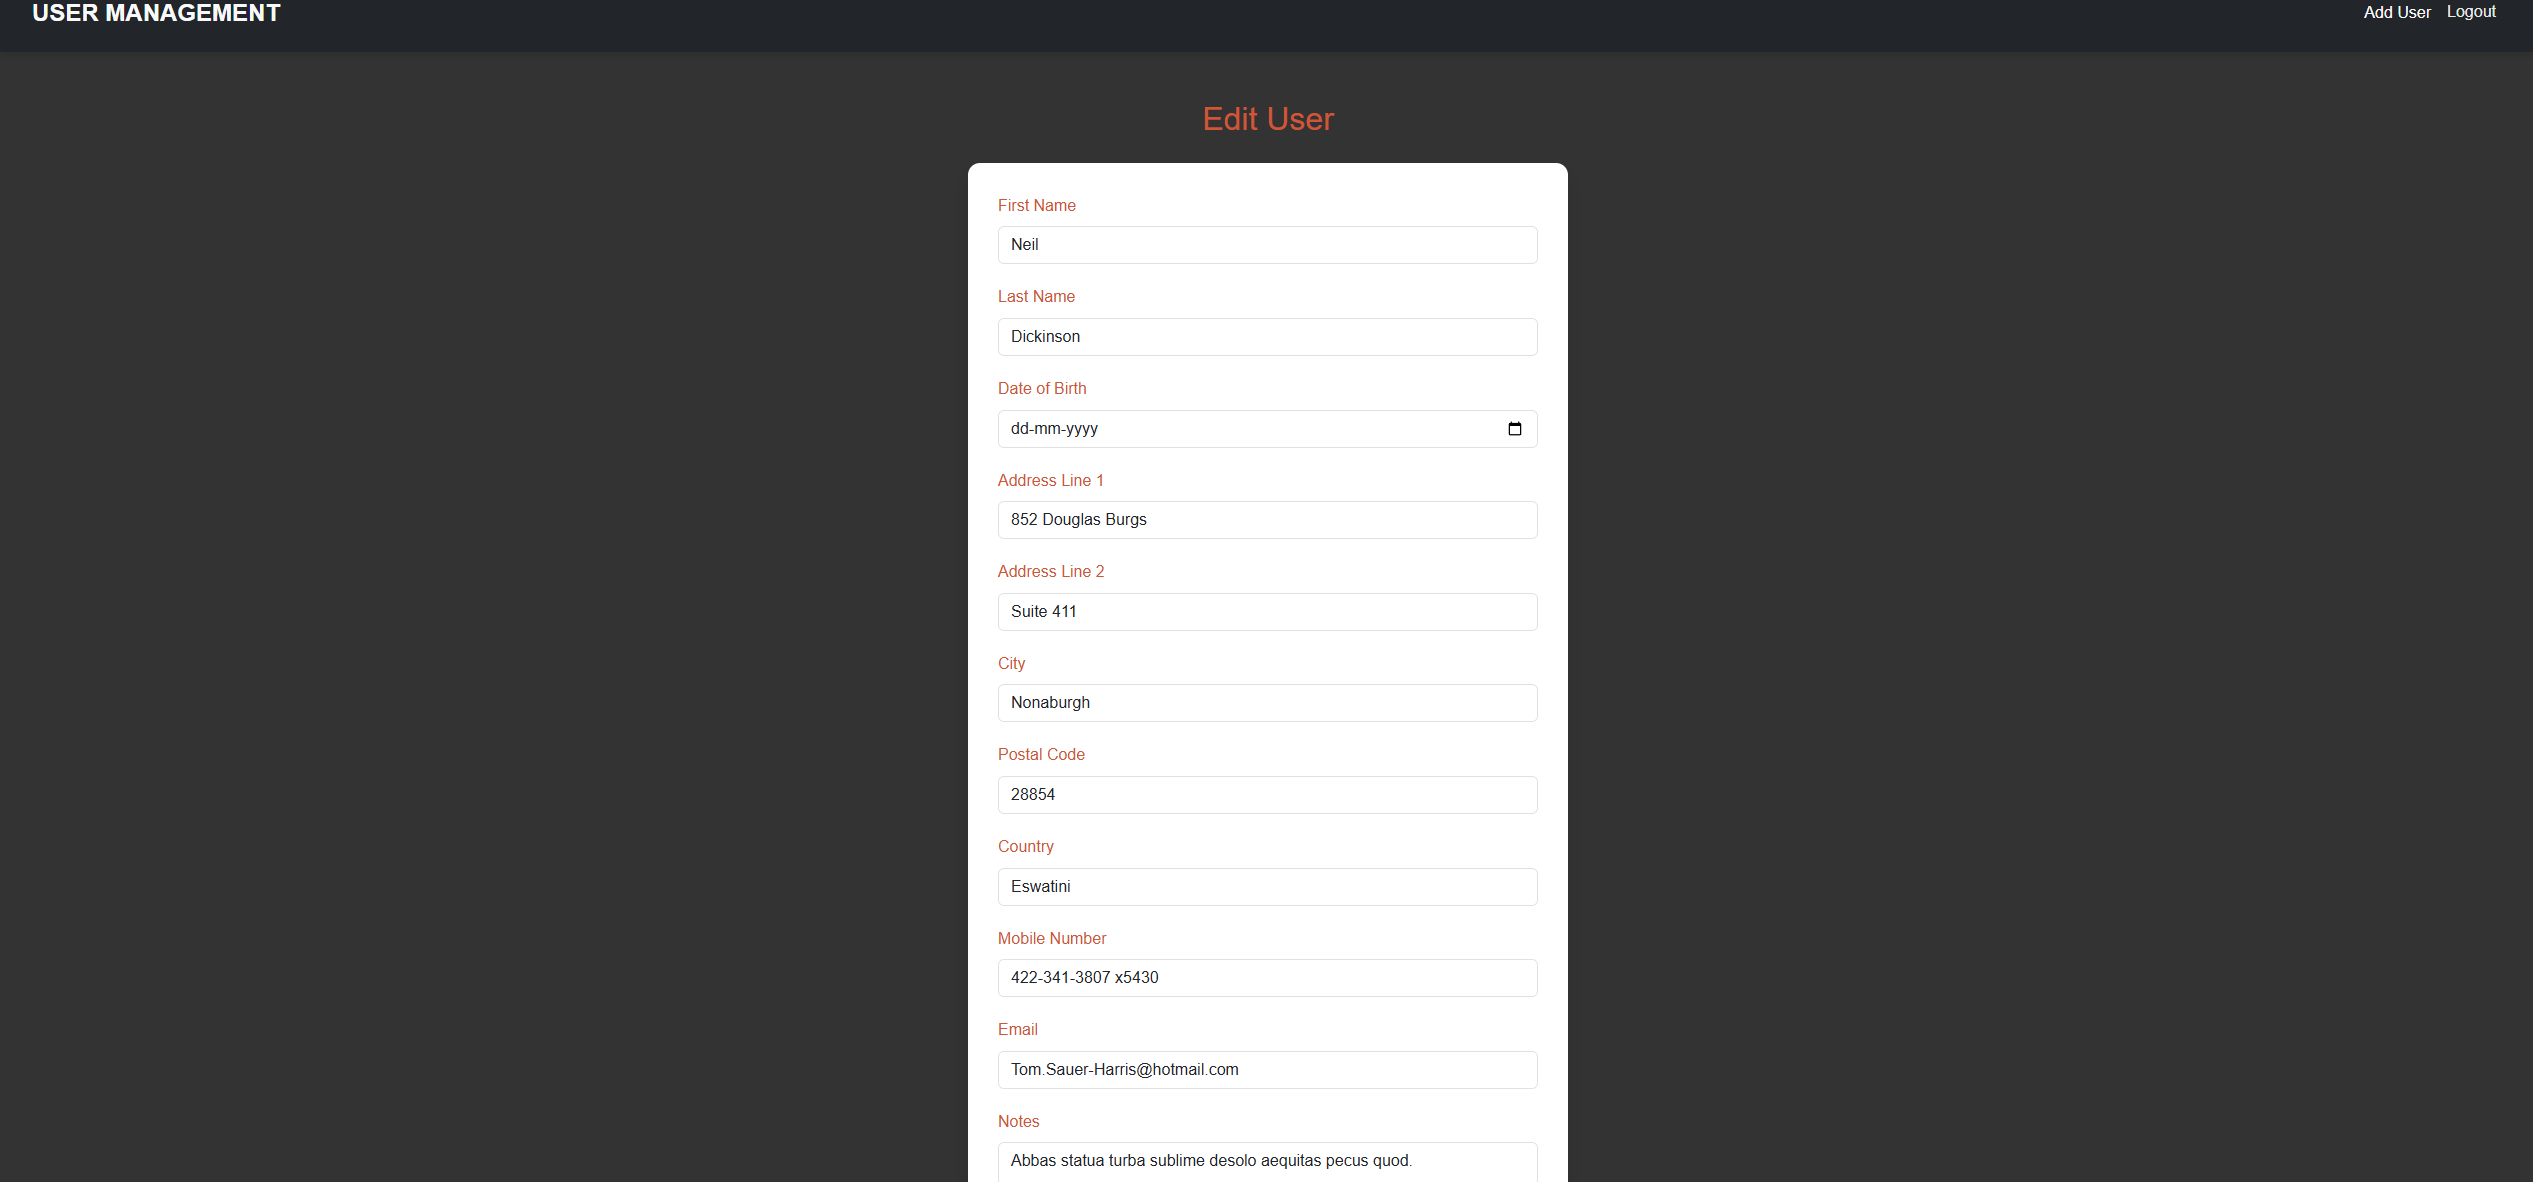 USER MANAGEMENT
Add User Logout
Edit User
First Name
Neil
Last Name
Dickinson
Date of Birth
dd-mm-yyyy
Address Line 1
852 Douglas Burgs
Address Line 2
Suite 411
City
Nonaburgh
Postal Code
28854
Country
Eswatini
Mobile Number
422-341-3807 x5430
Email
Tom.Sauer-Harris@hotmail.com
Notes
Abbas statua turba sublime desolo aequitas pecus quod.